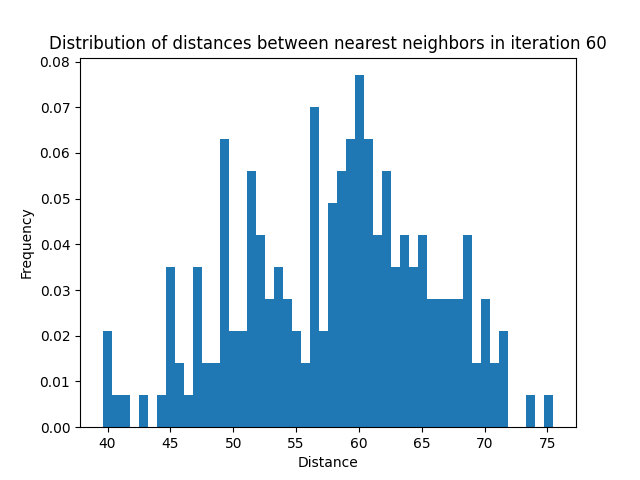 Distribution of distances between nearest neighbors in iteration 60
0.08
0.07
0.06
0.05
0.04
0.03
0.02
0.01
0.00
Frequency
40 45 50 55 60 65 70 75
Distance